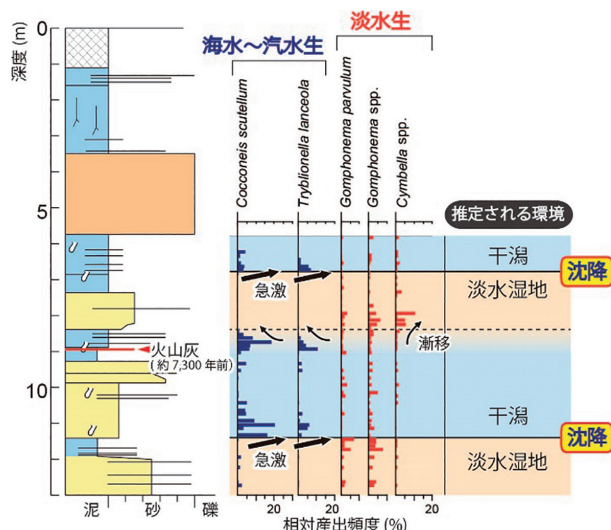 海水～汽水生
淡水生
Cocconeis scutellum
Tryblionella lanceola
Gomphonema parvulum
Gomphonema spp.
Cymbella spp.
深度 (m)
0
5
10
推定される環境
干潟
沈降
急激
淡水湿地
火山灰
(約7,300年前)
漸移
干潟
沈降
急激
淡水湿地
泥
砂
礫
20
20
20
相対産出頻度 (%)